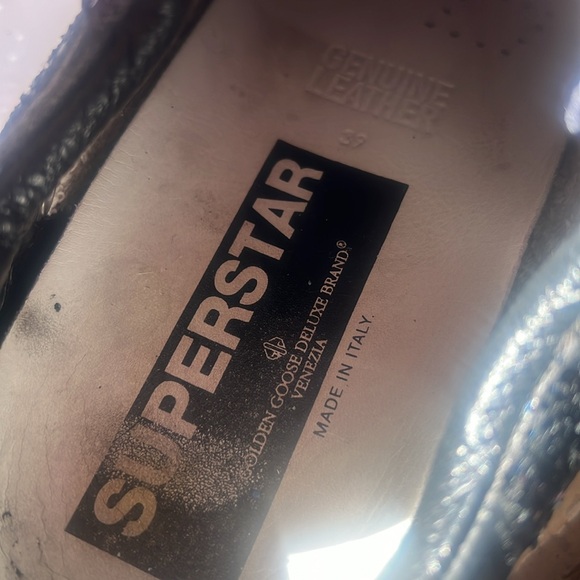 GENUINE
LEATHER
37
SUPERSTAR
GOLDEN GOOSE DELUXE BRAND®
VENEZIA
MADE IN ITALY.